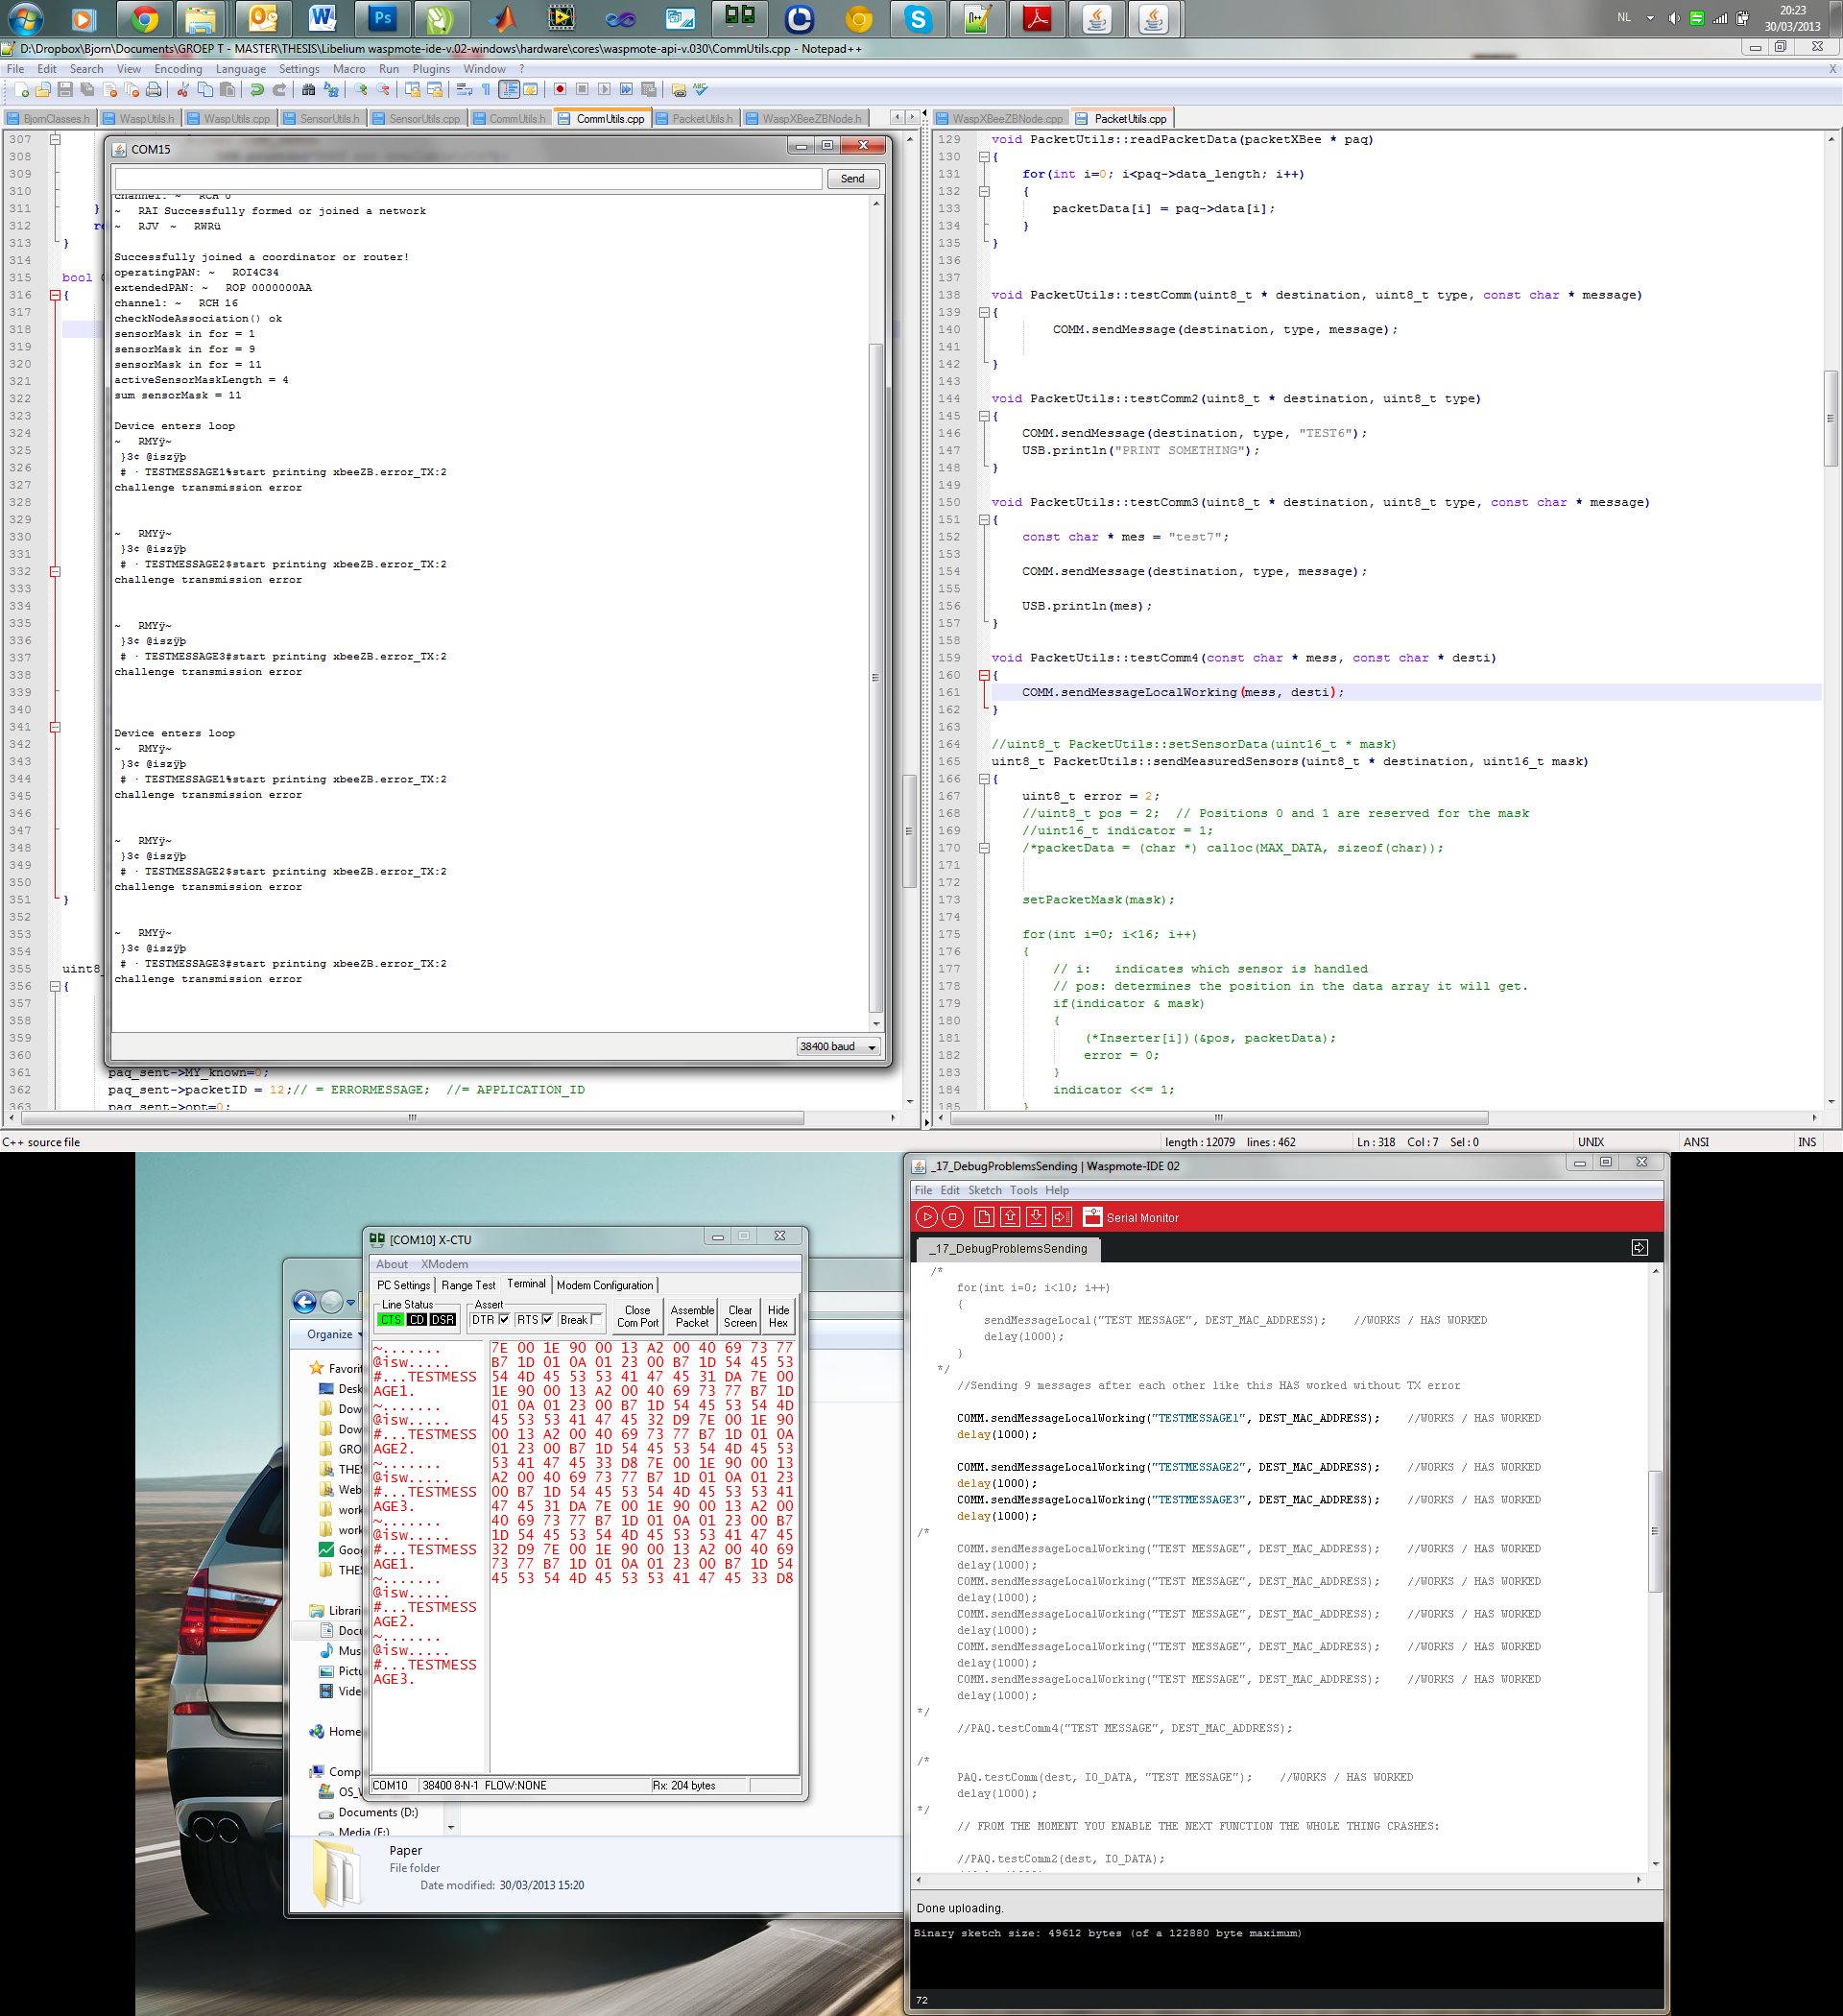 NL
20:23
30/03/2013
D:\Dropbox\Bjorn\Documents\GROEP T - MASTER\THESIS\Libelium waspmote-ide-v.02-windows\hardware\cores\waspmote-api-v.030\CommUtils.cpp - Notepad++
File Edit Search View Encoding Language Settings Macro Run Plugins Window ?
BjornClasses.h WaspUtils.h WaspUtils.cpp SensorUtils.h SensorUtils.cpp CommUtils.h CommUtils.cpp PacketUtils.h WaspXBeeZBNode.h
WaspXBeeZBNode.cpp PacketUtils.cpp
COM15
Send
channel: ~ RCH 0
~ RAI Successfully formed or joined a network
~ RJV ~ RWRü
Successfully joined a coordinator or router!
operatingPAN: ~ ROI4C34
extendedPAN: ~ ROP 0000000AA
channel: ~ RCH 16
checkNodeAssociation() ok
sensorMask in for = 1
sensorMask in for = 9
sensorMask in for = 11
activeSensorMaskLength = 4
sum sensorMask = 11
Device enters loop
~ RMYÿ~
}3¢ @iszÿþ
# · TESTMESSAGE1%start printing xbeeZB.error_TX:2
challenge transmission error
~ RMYÿ~
}3¢ @iszÿþ
# · TESTMESSAGE2$start printing xbeeZB.error_TX:2
challenge transmission error
~ RMYÿ~
}3¢ @iszÿþ
# · TESTMESSAGE3#start printing xbeeZB.error_TX:2
challenge transmission error
Device enters loop
~ RMYÿ~
}3¢ @iszÿþ
# · TESTMESSAGE1%start printing xbeeZB.error_TX:2
challenge transmission error
~ RMYÿ~
}3¢ @iszÿþ
# · TESTMESSAGE2$start printing xbeeZB.error_TX:2
challenge transmission error
~ RMYÿ~
}3¢ @iszÿþ
# · TESTMESSAGE3#start printing xbeeZB.error_TX:2
challenge transmission error
38400 baud
307
308
309
310
311 }
312 re
313 }
314
315 bool
316 {
317
318
319
320
321
322
323
324
325
326
327
328
329
330
331
332
333
334
335
336
337
338
339
340
341
342
343
344
345
346
347
348
349
350
351 }
352
353
354
355 uint8_
356 {
357
358
359
360
361 paq_sent->MY_known=0;
362 paq_sent->packetID = 12;// = ERRORMESSAGE; //= APPLICATION_ID
363 paq_sent->opt=0;
129 void PacketUtils::readPacketData(packetXBee * paq)
130 {
131 for(int i=0; i<paq->data_length; i++)
132 {
133 packetData[i] = paq->data[i];
134 }
135 }
136
137
138 void PacketUtils::testComm(uint8_t * destination, uint8_t type, const char * message)
139 {
140 COMM.sendMessage(destination, type, message);
141
142 }
143
144 void PacketUtils::testComm2(uint8_t * destination, uint8_t type)
145 {
146 COMM.sendMessage(destination, type, "TEST6");
147 USB.println("PRINT SOMETHING");
148 }
149
150 void PacketUtils::testComm3(uint8_t * destination, uint8_t type, const char * message)
151 {
152 const char * mes = "test7";
153
154 COMM.sendMessage(destination, type, message);
155
156 USB.println(mes);
157 }
158
159 void PacketUtils::testComm4(const char * mess, const char * desti)
160 {
161 COMM.sendMessageLocalWorking(mess, desti);
162 }
163
164 //uint8_t PacketUtils::setSensorData(uint16_t * mask)
165 uint8_t PacketUtils::sendMeasuredSensors(uint8_t * destination, uint16_t mask)
166 {
167 uint8_t error = 2;
168 //uint8_t pos = 2; // Positions 0 and 1 are reserved for the mask
169 //uint16_t indicator = 1;
170 /*packetData = (char *) calloc(MAX_DATA, sizeof(char));
171
172
173 setPacketMask(mask);
174
175 for(int i=0; i<16; i++)
176 {
177 // i: indicates which sensor is handled
178 // pos: determines the position in the data array it will get.
179 if(indicator & mask)
180 {
181 (*Inserter[i])(&pos, packetData);
182 error = 0;
183 }
184 indicator <<= 1;
185 }
C++ source file length : 12079 lines : 462 Ln : 318 Col : 7 Sel : 0 UNIX ANSI INS
[COM10] X-CTU
About XModem
PC Settings Range Test Terminal Modem Configuration
Line Status
CTS CD DSR
Assert
DTR RTS Break
Close Com Port
Assemble Packet
Clear Screen
Hide Hex
~.......
@isw.....
#...TESTMESS
AGE1.
~.......
@isw.....
#...TESTMESS
AGE2.
~.......
@isw.....
#...TESTMESS
AGE3.
~.......
@isw.....
#...TESTMESS
AGE1.
~.......
@isw.....
#...TESTMESS
AGE2.
~.......
@isw.....
#...TESTMESS
AGE3.
7E 00 1E 90 00 13 A2 00 40 69 73 77
B7 1D 01 0A 01 23 00 B7 1D 54 45 53
54 4D 45 53 53 41 47 45 31 DA 7E 00
1E 90 00 13 A2 00 40 69 73 77 B7 1D
01 0A 01 23 00 B7 1D 54 45 53 54 4D
45 53 53 41 47 45 32 D9 7E 00 1E 90
00 13 A2 00 40 69 73 77 B7 1D 01 0A
01 23 00 B7 1D 54 45 53 54 4D 45 53
53 41 47 45 33 D8 7E 00 1E 90 00 13
A2 00 40 69 73 77 B7 1D 01 0A 01 23
00 B7 1D 54 45 53 54 4D 45 53 53 41
47 45 31 DA 7E 00 1E 90 00 13 A2 00
40 69 73 77 B7 1D 01 0A 01 23 00 B7
1D 54 45 53 54 4D 45 53 53 41 47 45
32 D9 7E 00 1E 90 00 13 A2 00 40 69
73 77 B7 1D 01 0A 01 23 00 B7 1D 54
45 53 54 4D 45 53 53 41 47 45 33 D8
COM10 38400 8-N-1 FLOW:NONE Rx: 204 bytes
Organize
Favorit
Desk
Dow
Dow
GRO
THE
Web
work
work
Goog
THE
Librari
Docu
Mus
Pictu
Vide
Home
Comp
OS_
Documents (D:)
Media (F:)
Paper
File folder
Date modified: 30/03/2013 15:20
_17_DebugProblemsSending | Waspmote-IDE 02
File Edit Sketch Tools Help
Serial Monitor
_17_DebugProblemsSending
/*
for(int i=0; i<10; i++)
{
sendMessageLocal("TEST MESSAGE", DEST_MAC_ADDRESS); //WORKS / HAS WORKED
delay(1000);
}
*/
//Sending 9 messages after each other like this HAS worked without TX error
COMM.sendMessageLocalWorking("TESTMESSAGE1", DEST_MAC_ADDRESS); //WORKS / HAS WORKED
delay(1000);
COMM.sendMessageLocalWorking("TESTMESSAGE2", DEST_MAC_ADDRESS); //WORKS / HAS WORKED
delay(1000);
COMM.sendMessageLocalWorking("TESTMESSAGE3", DEST_MAC_ADDRESS); //WORKS / HAS WORKED
delay(1000);
/*
COMM.sendMessageLocalWorking("TEST MESSAGE", DEST_MAC_ADDRESS); //WORKS / HAS WORKED
delay(1000);
COMM.sendMessageLocalWorking("TEST MESSAGE", DEST_MAC_ADDRESS); //WORKS / HAS WORKED
delay(1000);
COMM.sendMessageLocalWorking("TEST MESSAGE", DEST_MAC_ADDRESS); //WORKS / HAS WORKED
delay(1000);
COMM.sendMessageLocalWorking("TEST MESSAGE", DEST_MAC_ADDRESS); //WORKS / HAS WORKED
delay(1000);
COMM.sendMessageLocalWorking("TEST MESSAGE", DEST_MAC_ADDRESS); //WORKS / HAS WORKED
delay(1000);
*/
//PAQ.testComm4("TEST MESSAGE", DEST_MAC_ADDRESS);
/*
PAQ.testComm(dest, IO_DATA, "TEST MESSAGE"); //WORKS / HAS WORKED
delay(1000);
*/
// FROM THE MOMENT YOU ENABLE THE NEXT FUNCTION THE WHOLE THING CRASHES:
//PAQ.testComm2(dest, IO_DATA);
Done uploading.
Binary sketch size: 49612 bytes (of a 122880 byte maximum)
72